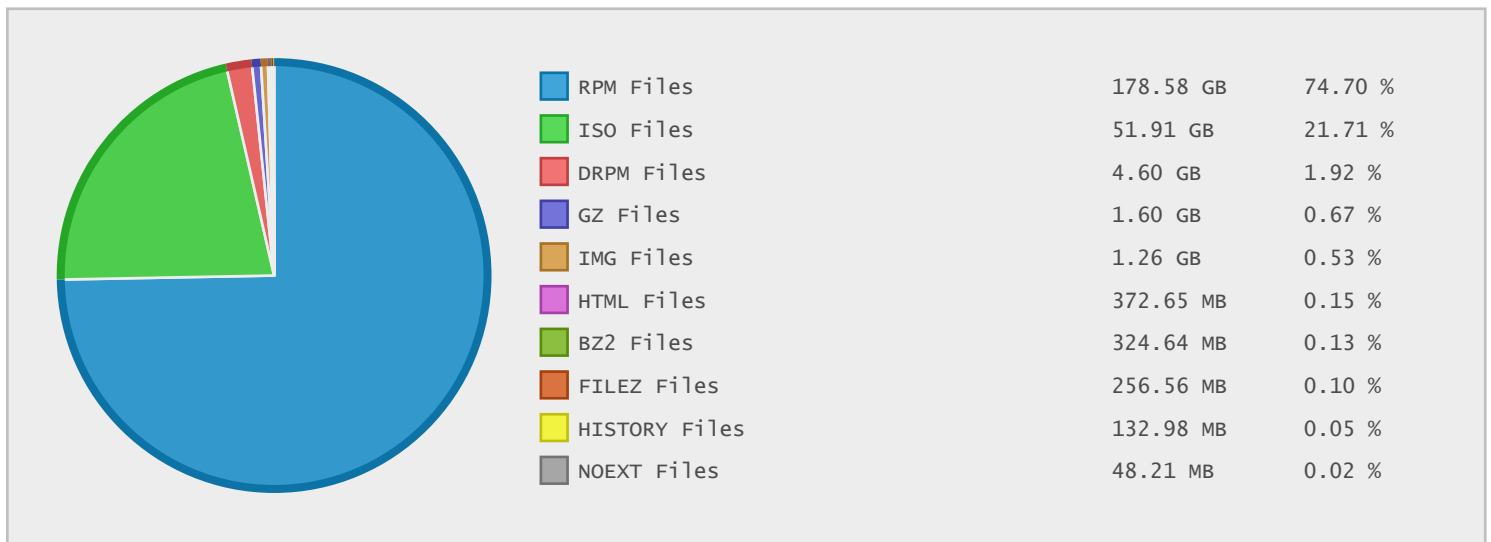 RPM Files 178.58 GB 74.70 %
ISO Files 51.91 GB 21.71 %
DRPM Files 4.60 GB 1.92 %
GZ Files 1.60 GB 0.67 %
IMG Files 1.26 GB 0.53 %
HTML Files 372.65 MB 0.15 %
BZ2 Files 324.64 MB 0.13 %
FILEZ Files 256.56 MB 0.10 %
HISTORY Files 132.98 MB 0.05 %
NOEXT Files 48.21 MB 0.02 %